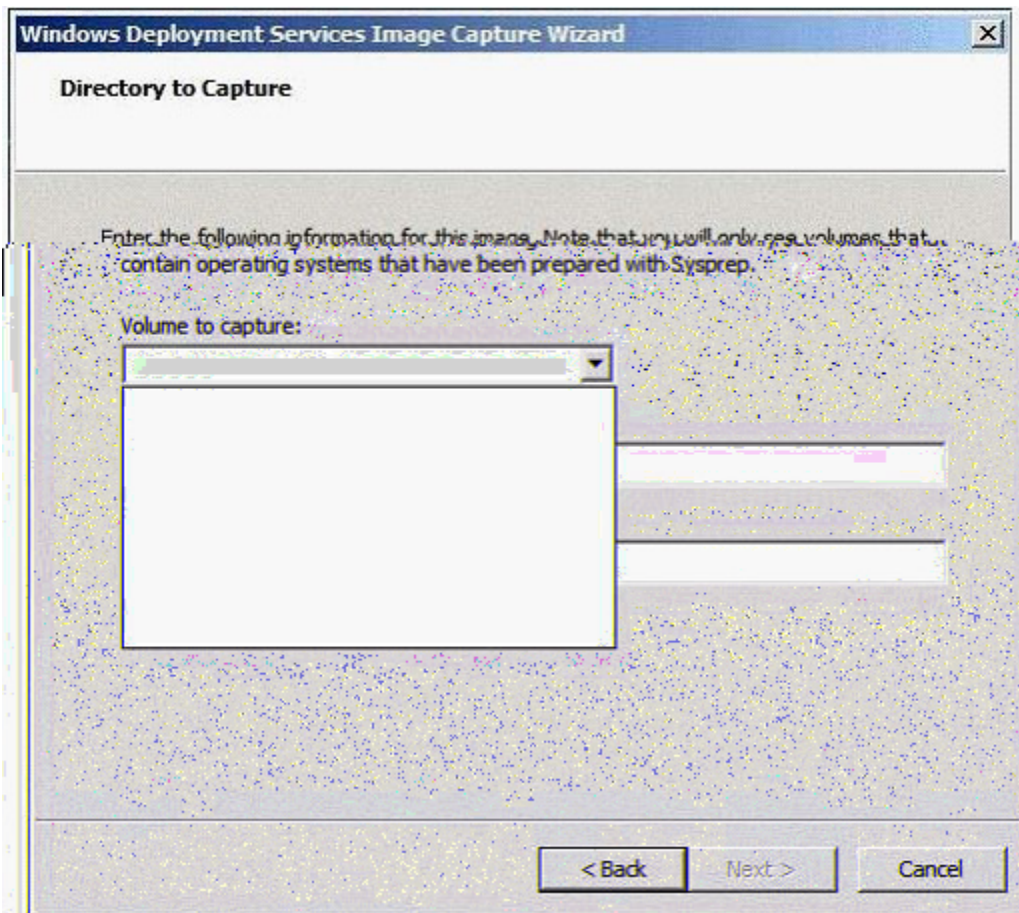 Windows Deployment Services Image Capture Wizard
Directory to Capture
Enter the following information for this image. Note that you will only see volumes that
contain operating systems that have been prepared with Sysprep.
Volume to capture:
< Back Next > Cancel